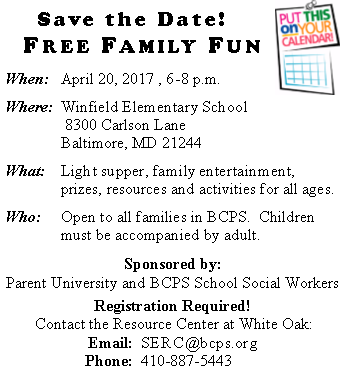 Save the Date!
FREE FAMILY FUN
PUT THIS
ON YOUR
CALENDAR!
When: April 20, 2017 , 6-8 p.m.
Where: Winfield Elementary School
8300 Carlson Lane
Baltimore, MD 21244
What: Light supper, family entertainment,
prizes, resources and activities for all ages.
Who: Open to all families in BCPS. Children
must be accompanied by adult.
Sponsored by:
Parent University and BCPS School Social Workers
Registration Required!
Contact the Resource Center at White Oak:
Email: SERC@bcps.org
Phone: 410-887-5443